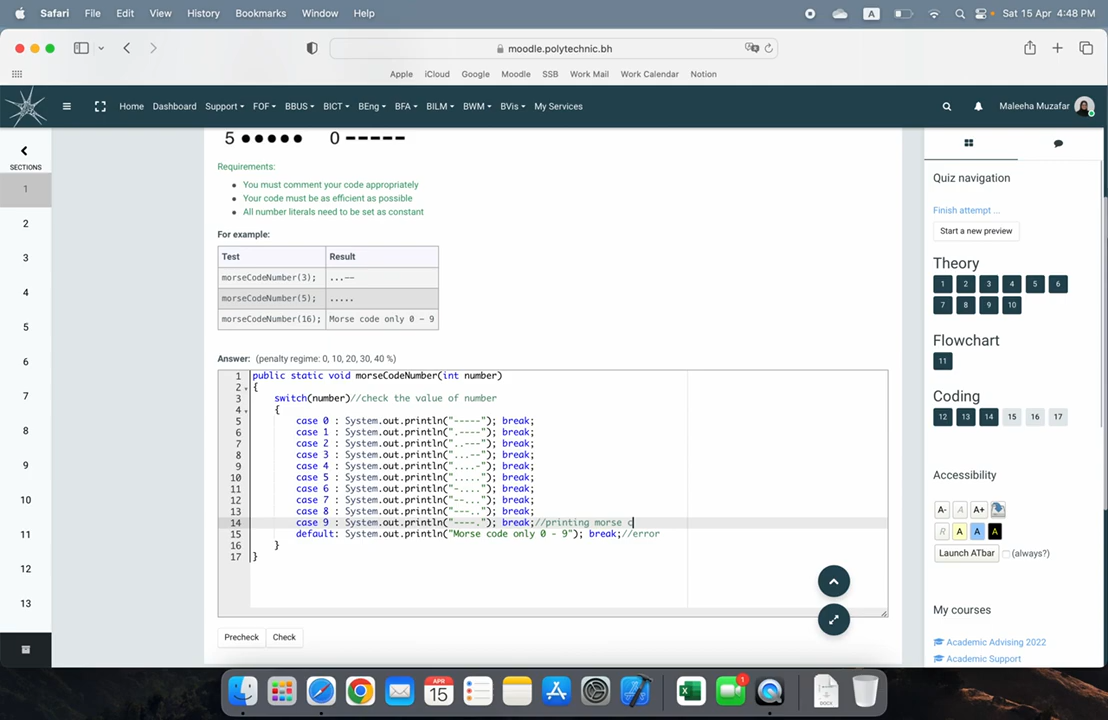 Safari File Edit View History Bookmarks Window Help A Sat 15 Apr 4:48 PM
moodle.polytechnic.bh
Apple iCloud Google Moodle SSB Work Mail Work Calendar Notion
Home Dashboard Support FOF BBUS BICT BEng BFA BILM BWM BVis My Services Maleeha Muzafar
SECTIONS
1
2
3
4
5
6
7
8
9
10
11
12
13
5 ●●●●● 0 −−−−−
Requirements:
You must comment your code appropriately
Your code must be as efficient as possible
All number literals need to be set as constant
For example:
Test Result
morseCodeNumber(3); ...--
morseCodeNumber(5); .....
morseCodeNumber(16); Morse code only 0 - 9
Answer: (penalty regime: 0, 10, 20, 30, 40 %)
1 public static void morseCodeNumber(int number)
2 {
3 switch(number)//check the value of number
4 {
5 case 0 : System.out.println("-----"); break;
6 case 1 : System.out.println(".----"); break;
7 case 2 : System.out.println("..---"); break;
8 case 3 : System.out.println("...--"); break;
9 case 4 : System.out.println("....-"); break;
10 case 5 : System.out.println("....."); break;
11 case 6 : System.out.println("-...."); break;
12 case 7 : System.out.println("--..."); break;
13 case 8 : System.out.println("---.."); break;
14 case 9 : System.out.println("----."); break;//printing morse c
15 default: System.out.println("Morse code only 0 - 9"); break;//error
16 }
17 }
Precheck Check
Quiz navigation
Finish attempt ...
Start a new preview
Theory
1 2 3 4 5 6
7 8 9 10
Flowchart
11
Coding
12 13 14 15 16 17
Accessibility
A- A A+
R A A A
Launch ATbar (always?)
My courses
Academic Advising 2022
Academic Support
APR
15
1
DOCX